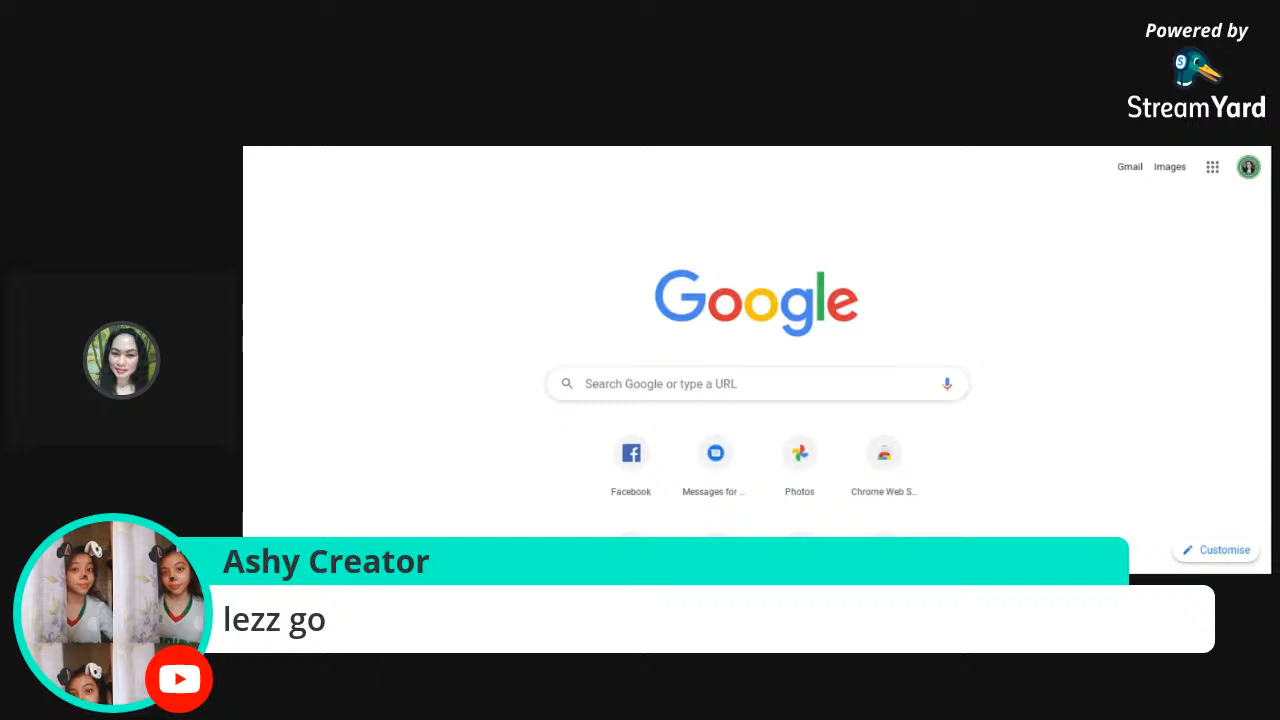 Powered by
StreamYard
Gmail Images
Google
Search Google or type a URL
Facebook Messages for ... Photos Chrome Web S...
Customise
Ashy Creator
lezz go